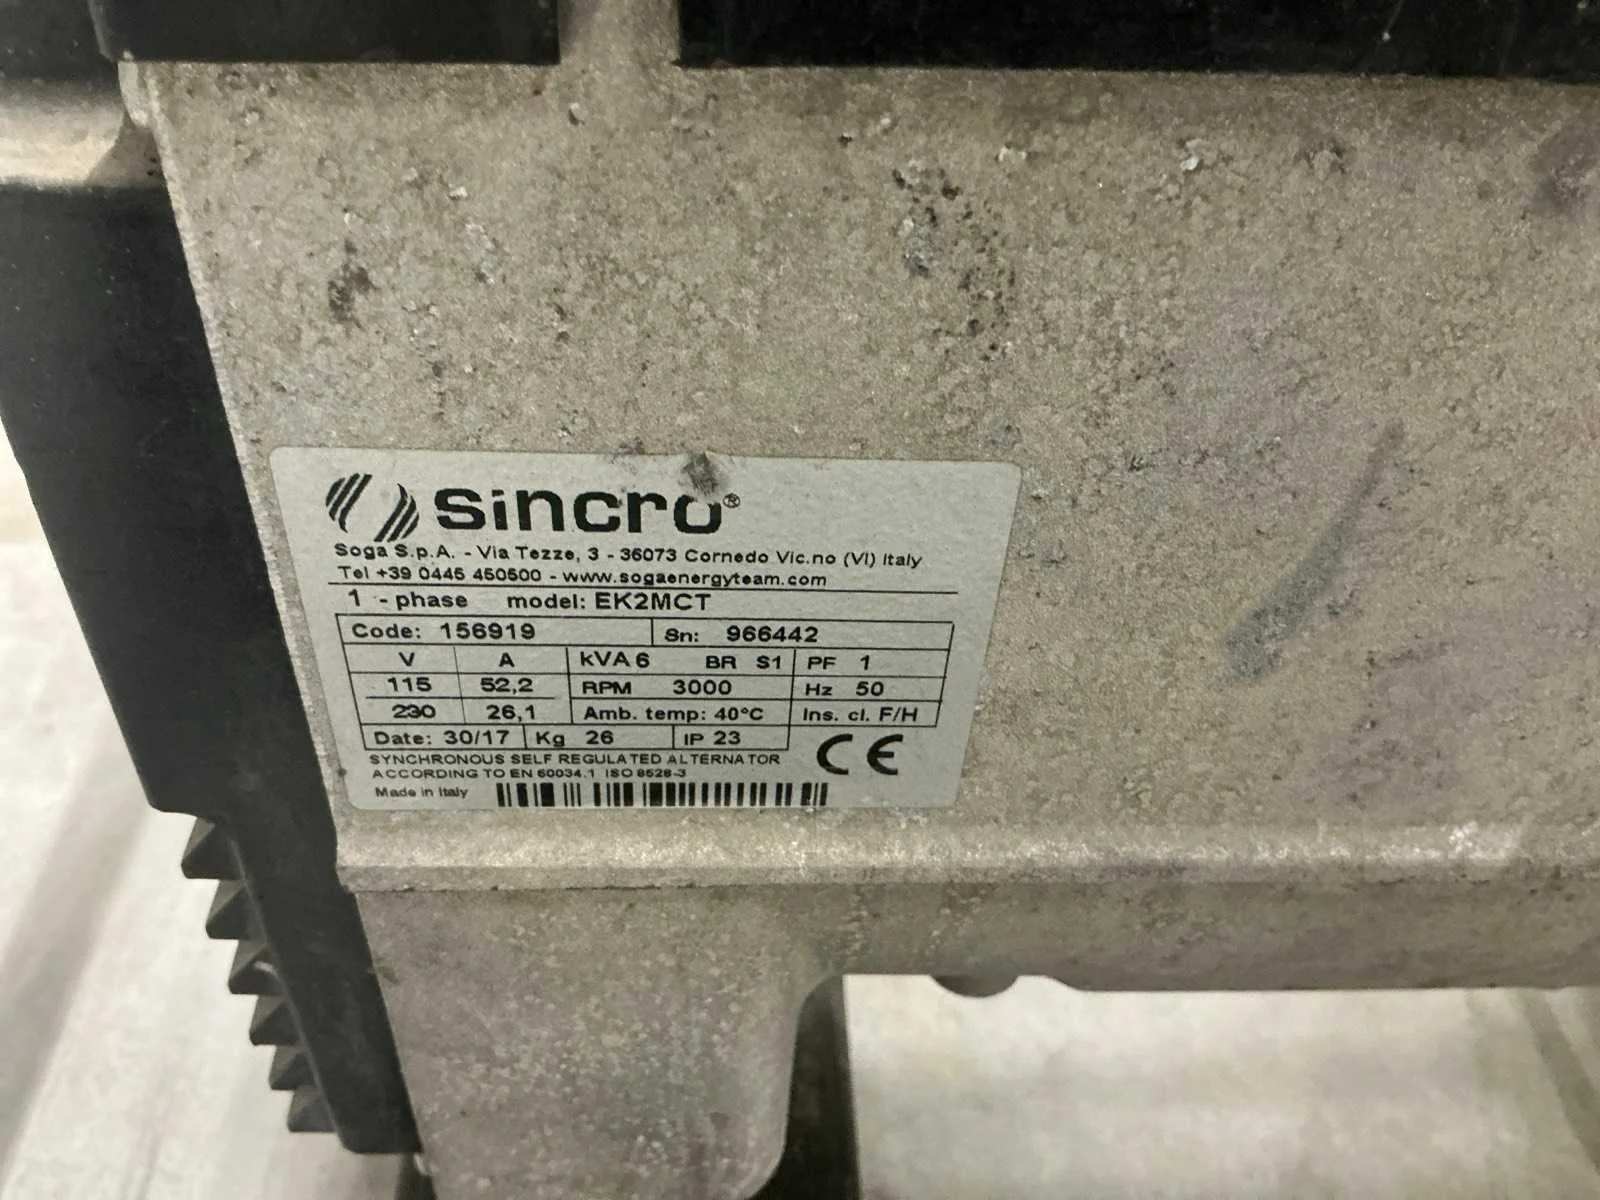 sincro®
Soga S.p.A. - Via Tezze, 3 - 36073 Cornedo Vic.no (VI) Italy
Tel +39 0445 450500 - www.sogaenergyteam.com
1 - phase model: EK2MCT
Code: 156919 Sn: 966442
V A kVA 6 BR S1 PF 1
115 52,2 RPM 3000 Hz 50
230 26,1 Amb. temp: 40°C Ins. cl. F/H
Date: 30/17 Kg 26 IP 23 CE
SYNCHRONOUS SELF REGULATED ALTERNATOR
ACCORDING TO EN 60034.1 ISO 8528-3
Made in Italy